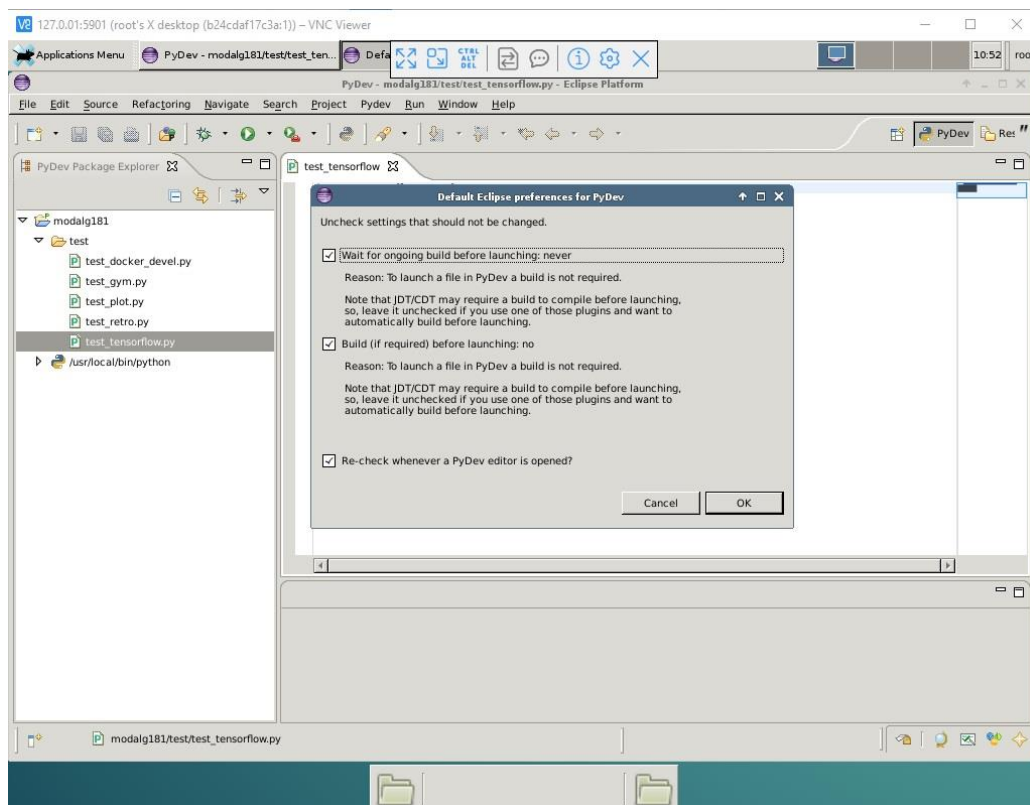 127.0.01:5901 (root's X desktop (b24cdaf17c3a:1)) – VNC Viewer
Applications Menu
PyDev - modalg181/test/test_ten...
Defa
CTRL
ALT
DEL
10:52
roo
PyDev - modalg181/test/test_tensorflow.py - Eclipse Platform
File Edit Source Refactoring Navigate Search Project Pydev Run Window Help
PyDev
Res
PyDev Package Explorer
test_tensorflow
modalg181
test
test_docker_devel.py
test_gym.py
test_plot.py
test_retro.py
test_tensorflow.py
/usr/local/bin/python
Default Eclipse preferences for PyDev
Uncheck settings that should not be changed.
Wait for ongoing build before launching: never
Reason: To launch a file in PyDev a build is not required.
Note that JDT/CDT may require a build to compile before launching,
so, leave it unchecked if you use one of those plugins and want to
automatically build before launching.
Build (if required) before launching: no
Reason: To launch a file in PyDev a build is not required.
Note that JDT/CDT may require a build to compile before launching,
so, leave it unchecked if you use one of those plugins and want to
automatically build before launching.
Re-check whenever a PyDev editor is opened?
Cancel OK
modalg181/test/test_tensorflow.py